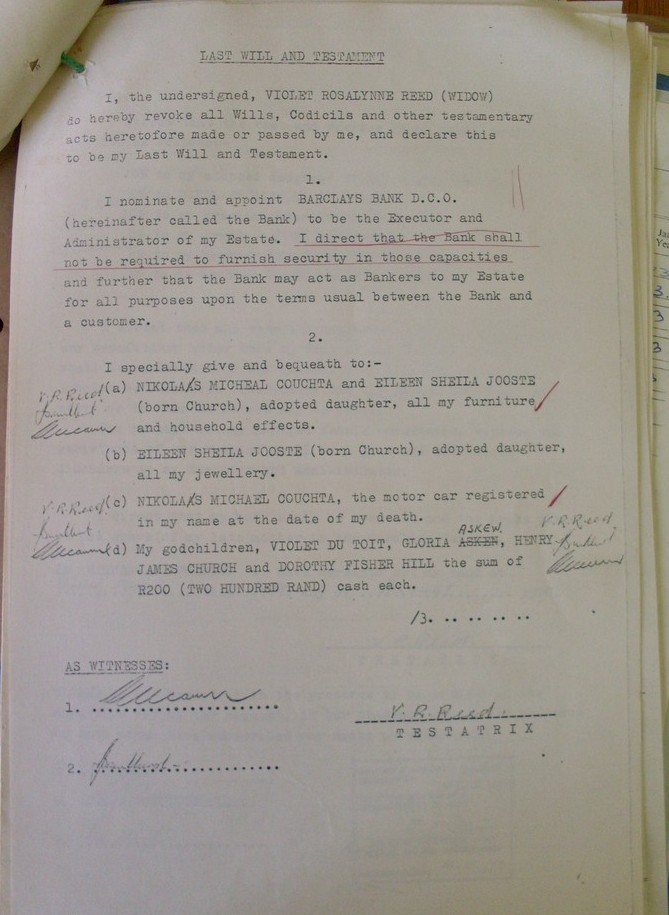 LAST WILL AND TESTAMENT
I, the undersigned, VIOLET ROSALYNNE REED (WIDOW)
do hereby revoke all Wills, Codicils and other testamentary
acts heretofore made or passed by me, and declare this
to be my Last Will and Testament.
1.
I nominate and appoint BARCLAYS BANK D.C.O.
(hereinafter called the Bank) to be the Executor and
Administrator of my Estate. I direct that the Bank shall
not be required to furnish security in those capacities
and further that the Bank may act as Bankers to my Estate
for all purposes upon the terms usual between the Bank and
a customer.
2.
I specially give and bequeath to:-
V.R.Reed
(a) NIKOLAS MICHEAL COUCHTA and EILEEN SHEILA JOOSTE
(born Church), adopted daughter, all my furniture
and household effects.
(b) EILEEN SHEILA JOOSTE (born Church), adopted daughter,
all my jewellery.
V.R.Reed
(c) NIKOLAS MICHAEL COUCHTA, the motor car registered
in my name at the date of my death.
ASKEW
V.R.Reed
(d) My godchildren, VIOLET DU TOIT, GLORIA ASKEN, HENRY
JAMES CHURCH and DOROTHY FISHER HILL the sum of
R200 (TWO HUNDRED RAND) cash each.
/3. .. .. .. ..
AS WITNESSES:
1. ..............................
V.R.Reed.
TESTATRIX
2. ..............................